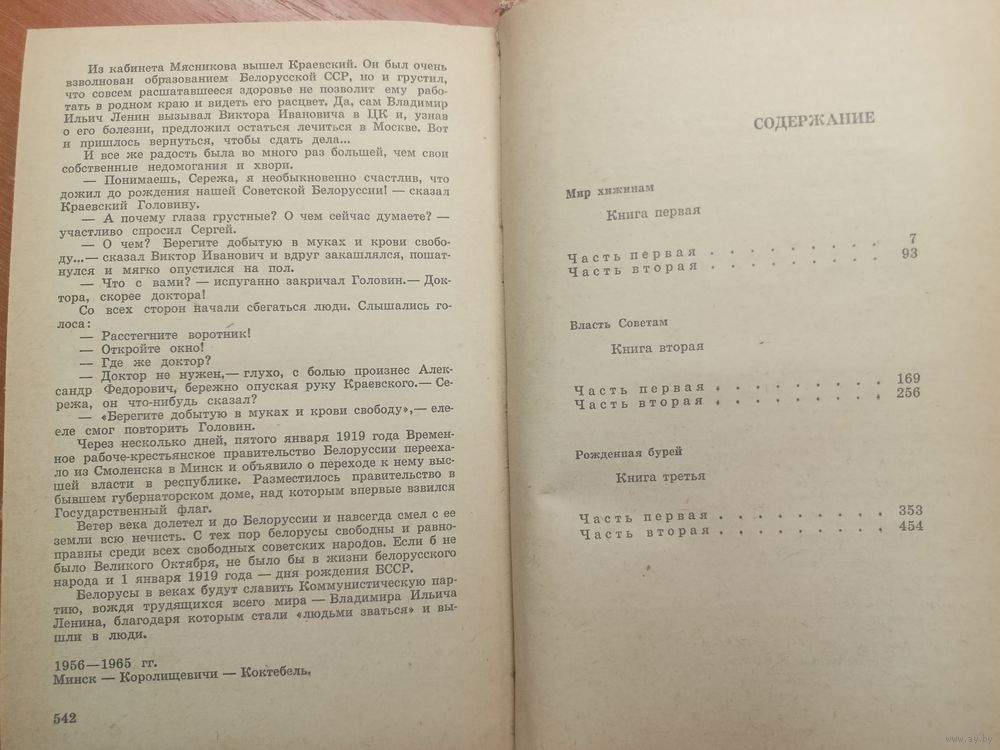 Из кабинета Мясникова вышел Краевский. Он был очень
взволнован образованием Белорусской ССР, но и грустил,
что совсем расшатавшееся здоровье не позволит ему рабо-
тать в родном краю и видеть его расцвет. Да, сам Владимир
Ильич Ленин вызывал Виктора Ивановича в ЦК и, узнав
о его болезни, предложил остаться лечиться в Москве. Вот
и пришлось вернуться, чтобы сдать дела...
И все же радость была во много раз большей, чем свои
собственные недомогания и хвори.
— Понимаешь, Сережа, я необыкновенно счастлив, что
дожил до рождения нашей Советской Белоруссии! — сказал
Краевский Головину.
— А почему глаза грустные? О чем сейчас думаете? —
участливо спросил Сергей.
— О чем? Берегите добытую в муках и крови свобо-
ду...— сказал Виктор Иванович и вдруг закашлялся, пошат-
нулся и мягко опустился на пол.
— Что с вами? — испуганно закричал Головин.— Док-
тора, скорее доктора!
Со всех сторон начали сбегаться люди. Слышались го-
лоса:
— Расстегните воротник!
— Откройте окно!
— Где же доктор?
— Доктор не нужен,— глухо, с болью произнес Алек-
сандр Федорович, бережно опуская руку Краевского.— Се-
режа, он что-нибудь сказал?
— «Берегите добытую в муках и крови свободу»,— еле-
еле смог повторить Головин.
Через несколько дней, пятого января 1919 года Времен-
ное рабоче-крестьянское правительство Белоруссии перееха-
ло из Смоленска в Минск и объявило о переходе к нему выс-
шей власти в республике. Разместилось правительство в
бывшем губернаторском доме, над которым впервые взвился
Государственный флаг.
Ветер века долетел и до Белоруссии и навсегда смел с ее
земли всю нечисть. С тех пор белорусы свободны и равно-
правны среди всех свободных советских народов. Если б не
было Великого Октября, не было бы в жизни белорусского
народа и 1 января 1919 года — дня рождения БССР.
Белорусы в веках будут славить Коммунистическую пар-
тию, вождя трудящихся всего мира — Владимира Ильича
Ленина, благодаря которым стали «людьми зваться» и вы-
шли в люди.
1956—1965 гг.
Минск — Королищевичи — Коктебель.
542
СОДЕРЖАНИЕ
Мир хижинам
Книга первая
Часть первая . . . . . . . . . 7
Часть вторая . . . . . . . . . 93
Власть Советам
Книга вторая
Часть первая . . . . . . . . . 169
Часть вторая . . . . . . . . . 256
Рожденная бурей
Книга третья
Часть первая . . . . . . . . . 353
Часть вторая . . . . . . . . . 454
www.ay.by